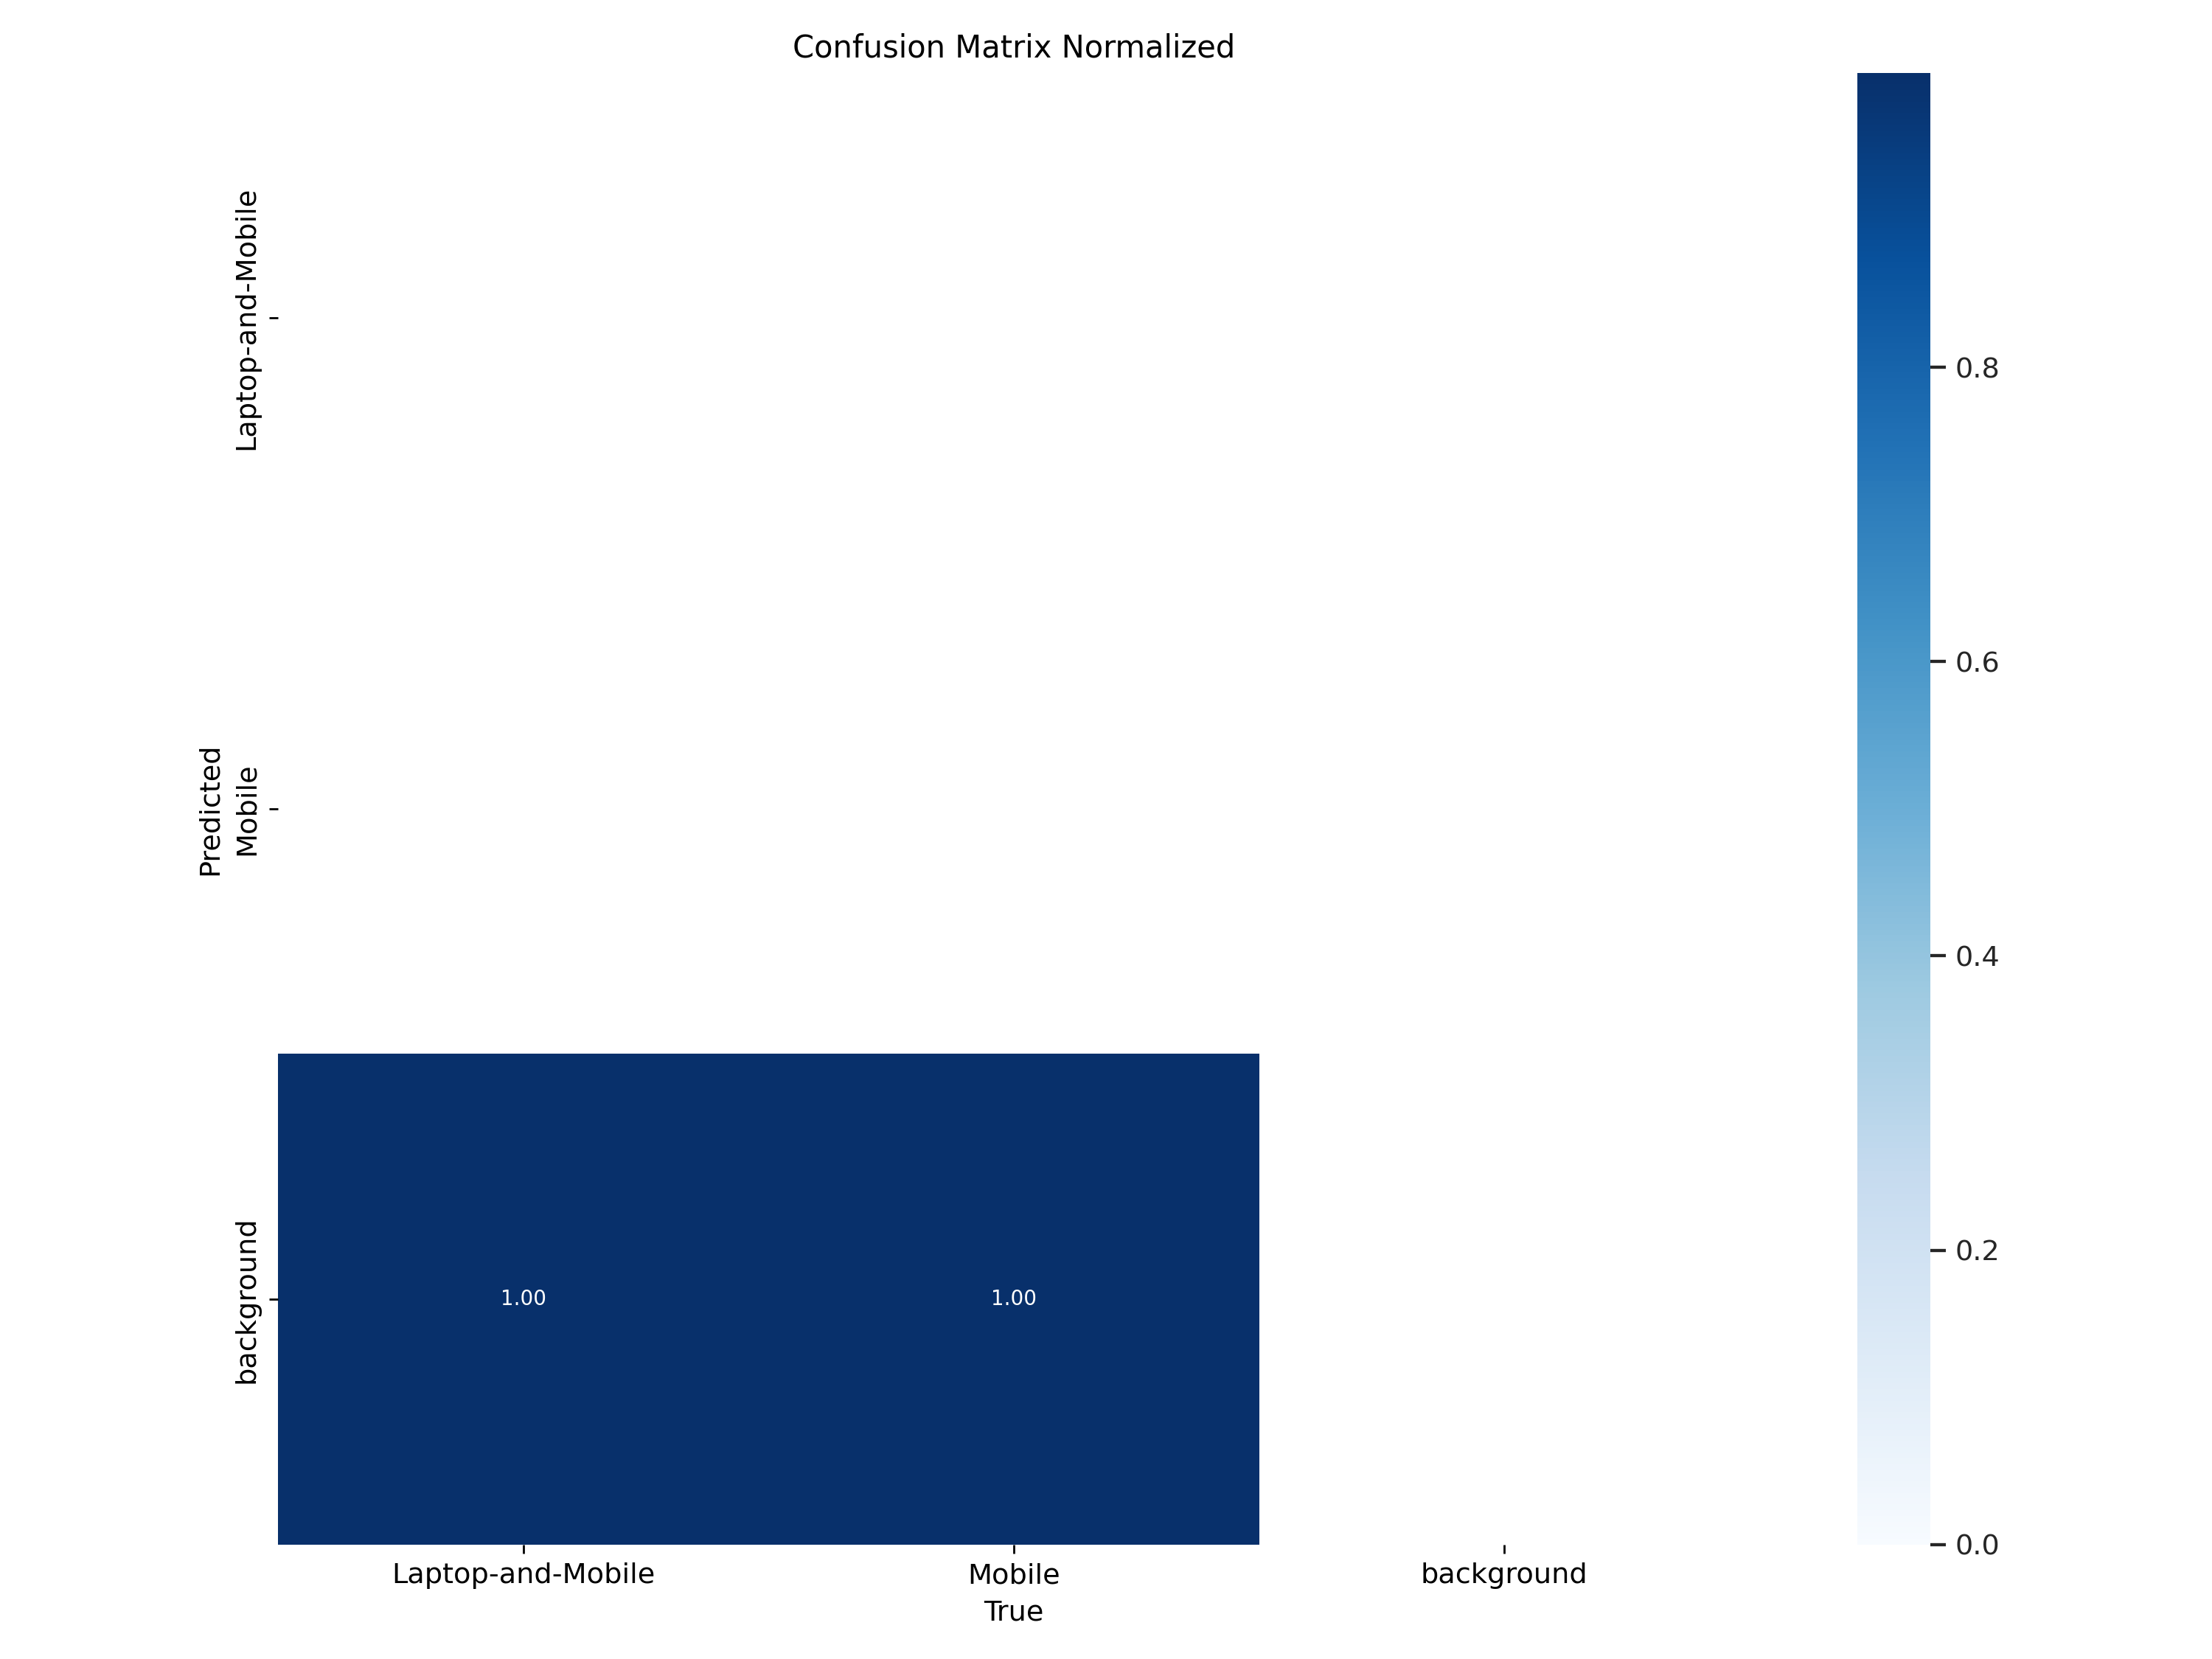 Confusion Matrix Normalized
Laptop-and-Mobile
Mobile
background
Predicted
1.00
1.00
Laptop-and-Mobile
Mobile
background
True
0.8
0.6
0.4
0.2
0.0